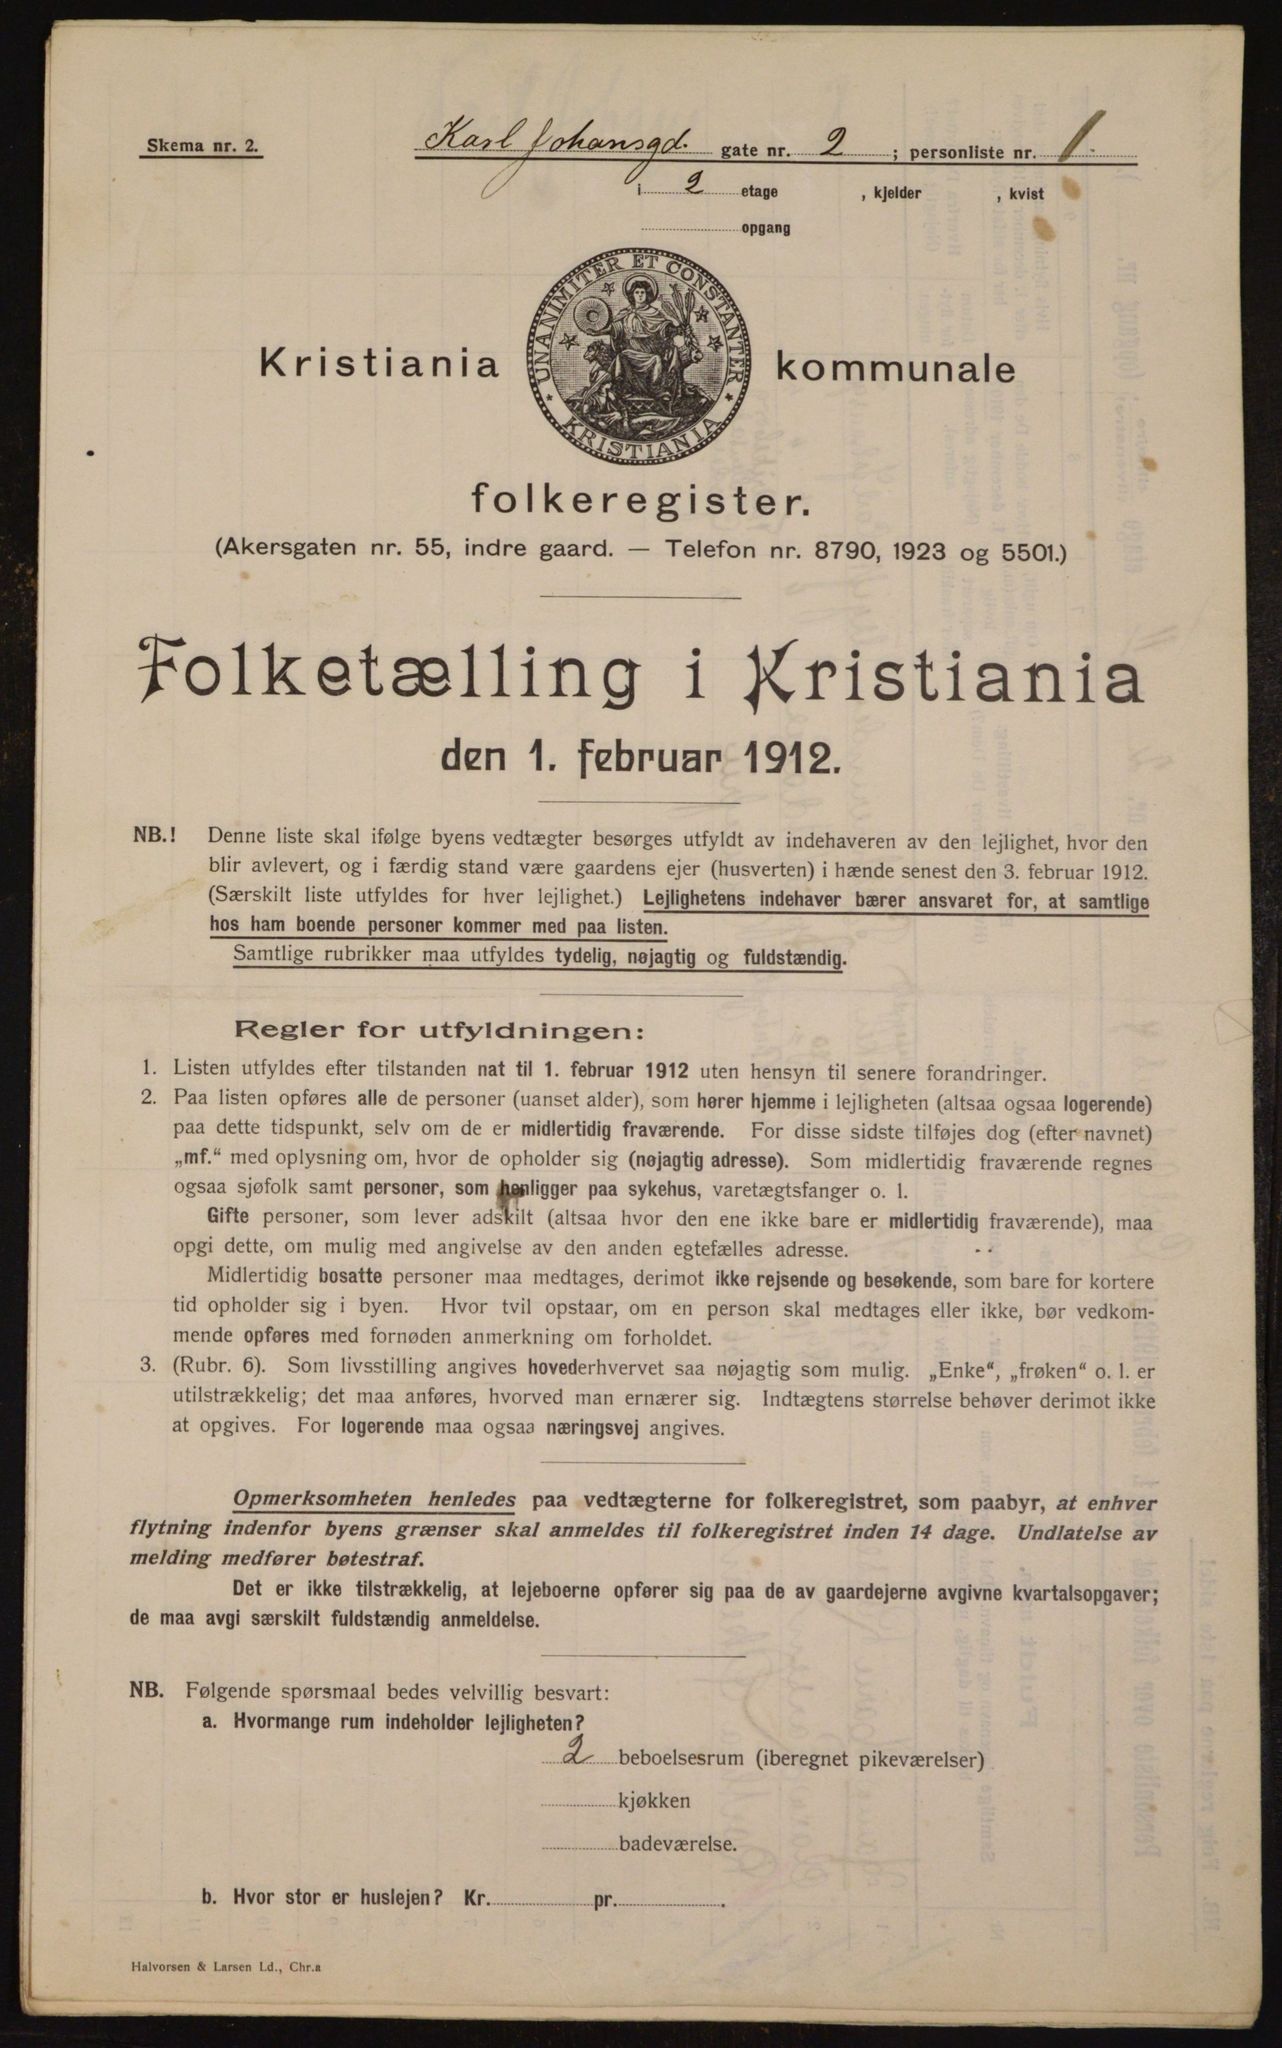 Skema nr. 2.
Karl Johansgd. gate nr. 2 ; personliste nr. 1.
i 2 etage , kjelder , kvist
opgang
UNANIMITER ET CONSTANTER
KRISTIANIA
Kristiania kommunale
folkeregister.
(Akersgaten nr. 55, indre gaard. — Telefon nr. 8790, 1923 og 5501.)
Folketælling i Kristiania
den 1. februar 1912.
NB.! Denne liste skal ifølge byens vedtægter besørges utfyldt av indehaveren av den lejlighet, hvor den
blir avlevert, og i færdig stand være gaardens ejer (husverten) i hænde senest den 3. februar 1912.
(Særskilt liste utfyldes for hver lejlighet.) Lejlighetens indehaver bærer ansvaret for, at samtlige
hos ham boende personer kommer med paa listen.
Samtlige rubrikker maa utfyldes tydelig, nøjagtig og fuldstændig.
Regler for utfyldningen:
1. Listen utfyldes efter tilstanden nat til 1. februar 1912 uten hensyn til senere forandringer.
2. Paa listen opføres alle de personer (uanset alder), som hører hjemme i lejligheten (altsaa ogsaa logerende)
paa dette tidspunkt, selv om de er midlertidig fraværende. For disse sidste tilføjes dog (efter navnet)
„mf.“ med oplysning om, hvor de opholder sig (nøjagtig adresse). Som midlertidig fraværende regnes
ogsaa sjøfolk samt personer, som henligger paa sykehus, varetægtsfanger o. l.
Gifte personer, som lever adskilt (altsaa hvor den ene ikke bare er midlertidig fraværende), maa
opgi dette, om mulig med angivelse av den anden egtefælles adresse.
Midlertidig bosatte personer maa medtages, derimot ikke rejsende og besøkende, som bare for kortere
tid opholder sig i byen. Hvor tvil opstaar, om en person skal medtages eller ikke, bør vedkom-
mende opføres med fornøden anmerkning om forholdet.
3. (Rubr. 6). Som livsstilling angives hovederhvervet saa nøjagtig som mulig. „Enke“, „frøken“ o. l. er
utilstrækkelig; det maa anføres, hvorved man ernærer sig. Indtægtens størrelse behøver derimot ikke
at opgives. For logerende maa ogsaa næringsvej angives.
Opmerksomheten henledes paa vedtægterne for folkeregistret, som paabyr, at enhver
flytning indenfor byens grænser skal anmeldes til folkeregistret inden 14 dage. Undlatelse av
melding medfører bøtestraf.
Det er ikke tilstrækkelig, at lejeboerne opfører sig paa de av gaardejerne avgivne kvartalsopgaver;
de maa avgi særskilt fuldstændig anmeldelse.
NB. Følgende spørsmaal bedes velvillig besvart:
a. Hvormange rum indeholder lejligheten?
2 beboelsesrum (iberegnet pikeværelser)
kjøkken
badeværelse.
b. Hvor stor er huslejen? Kr. pr. .
Halvorsen & Larsen Ld., Chr.a